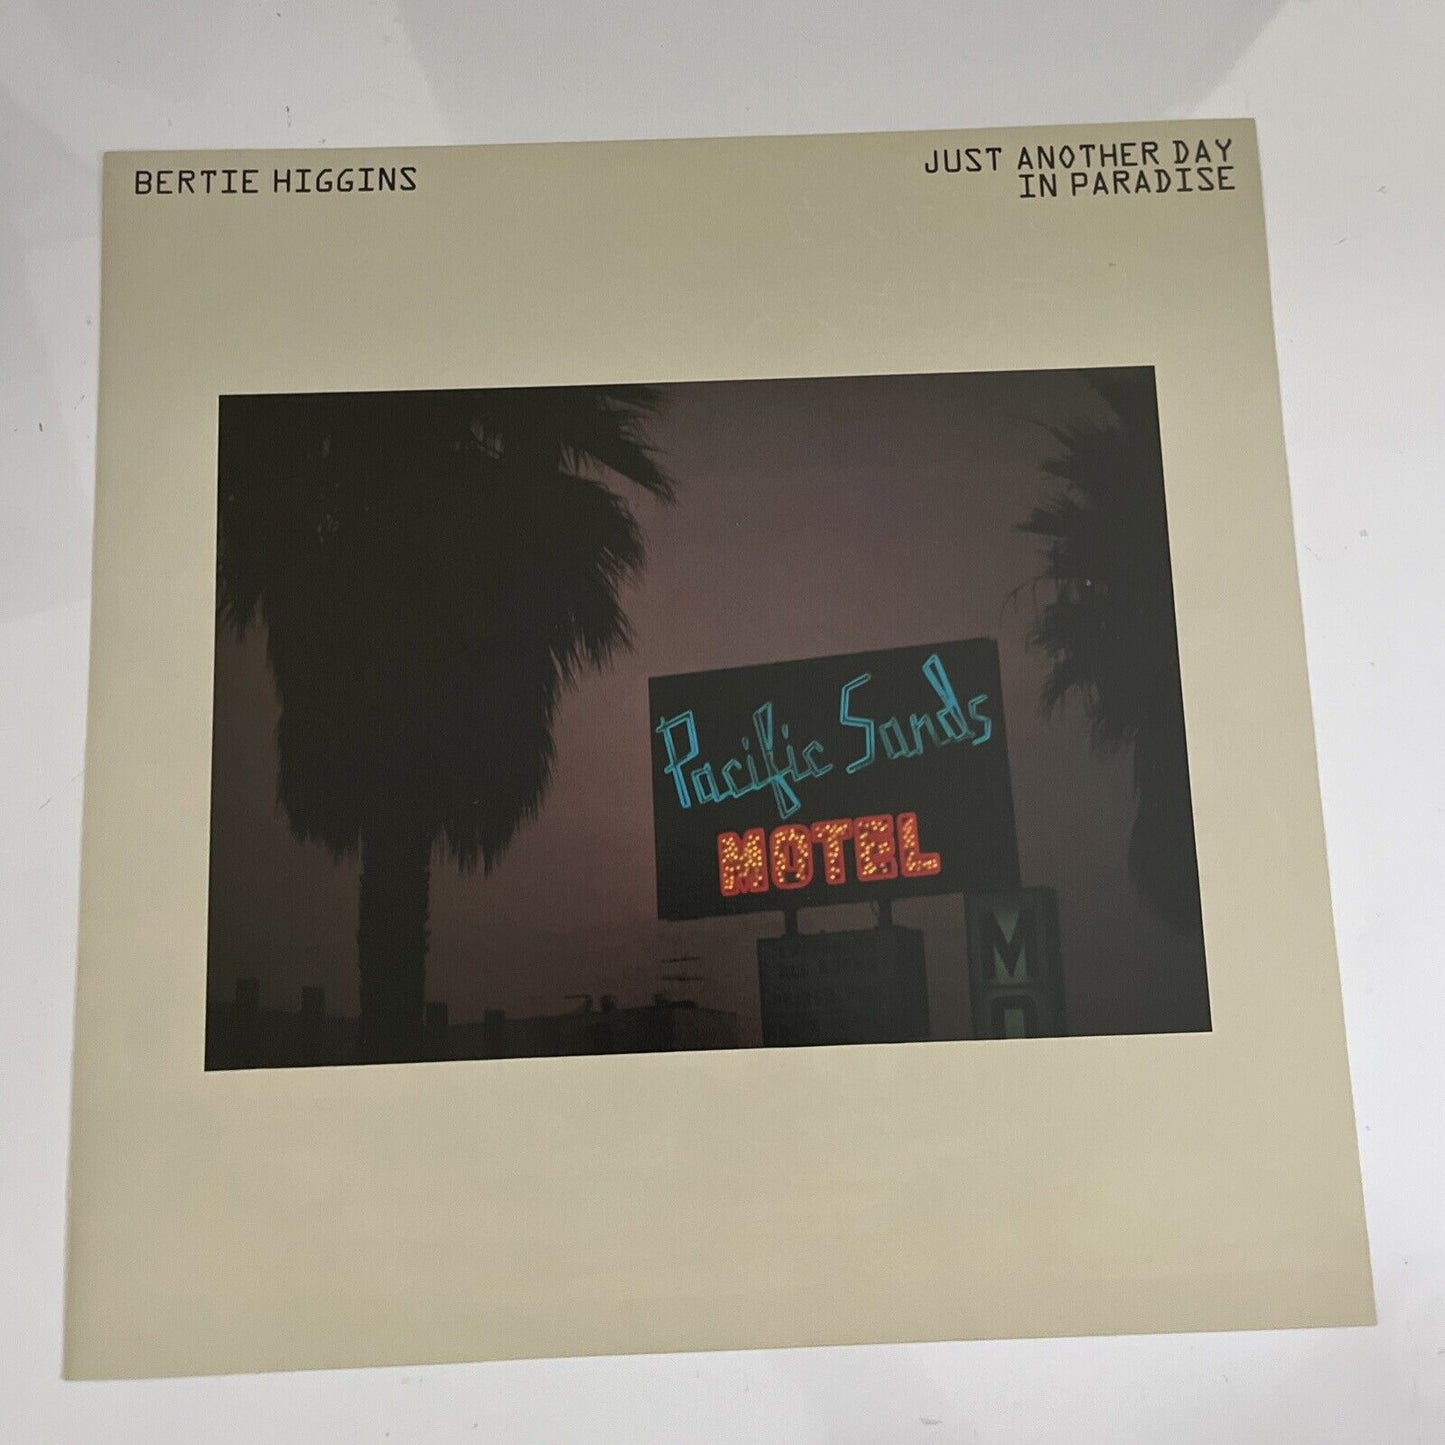 BERTIE HIGGINS
JUST ANOTHER DAY
IN PARADISE
Pacific Sands
MOTEL
M